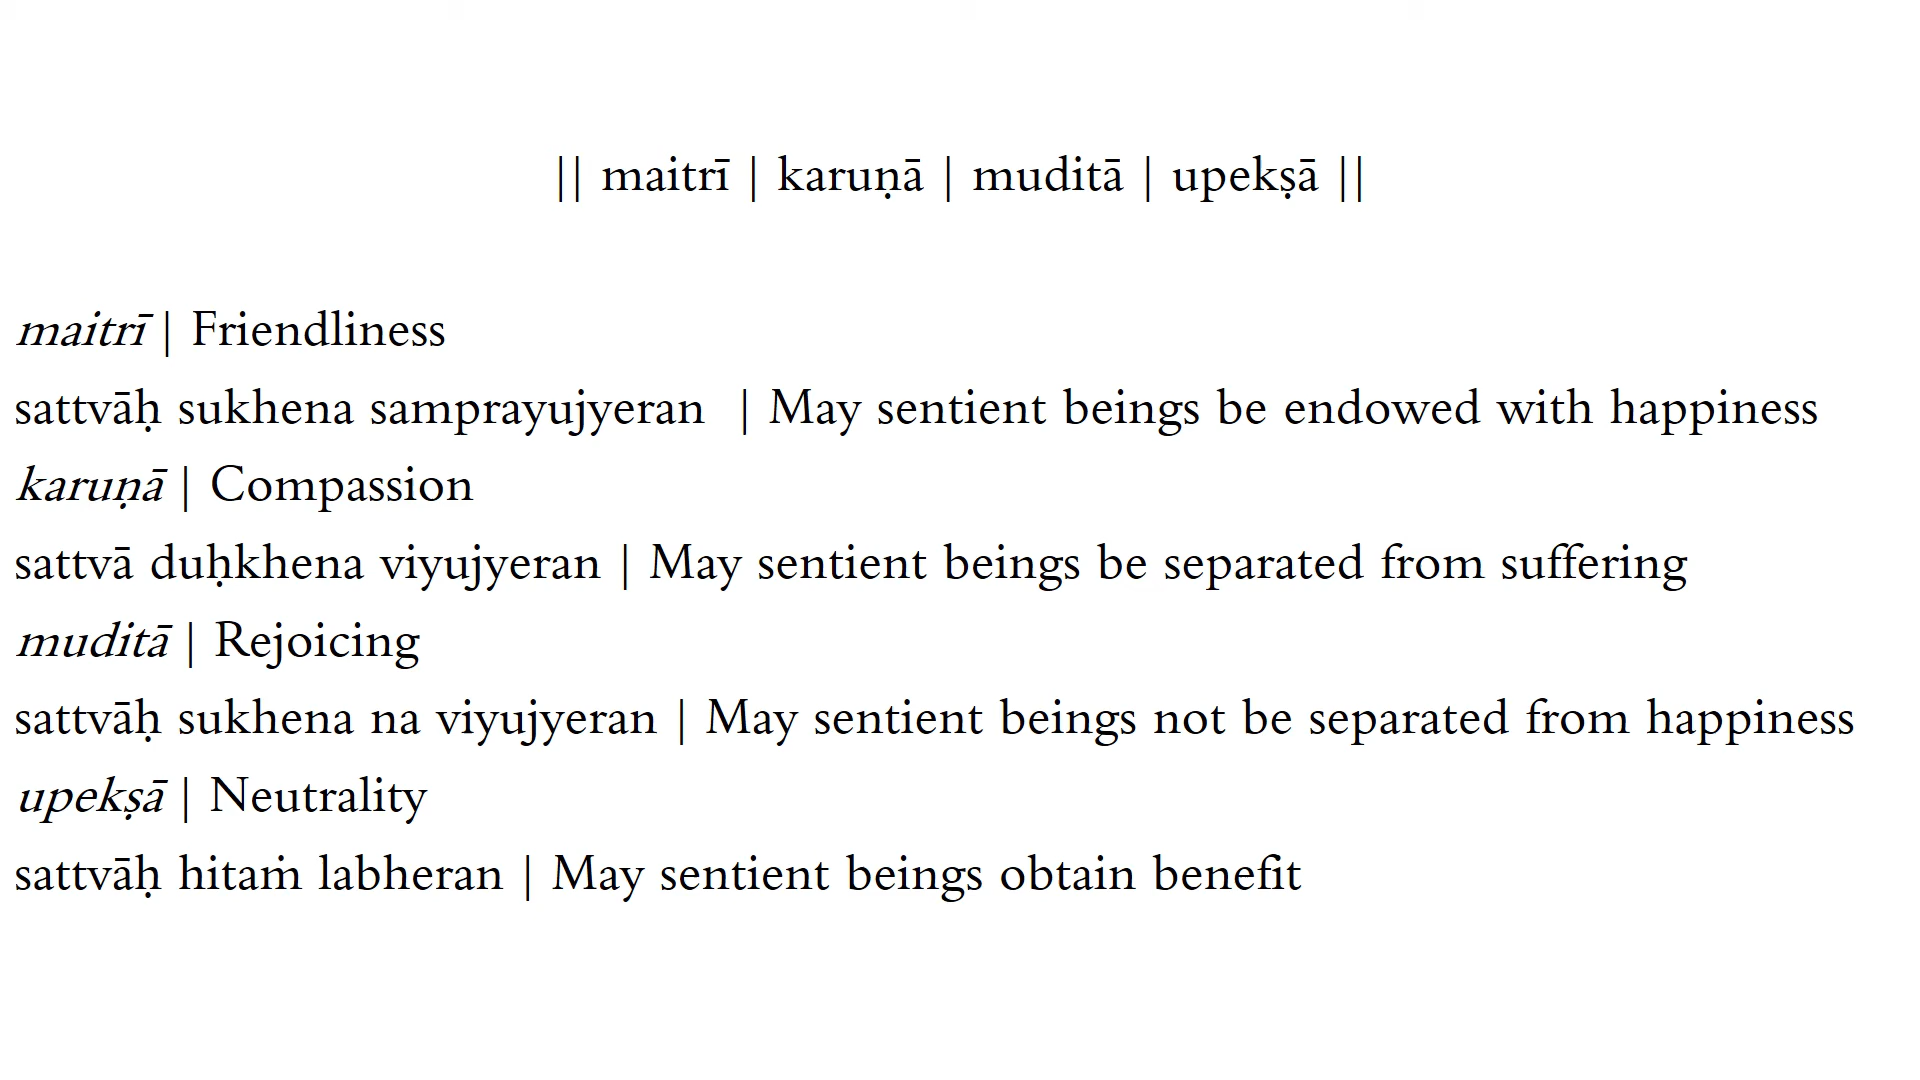 || maitrī | karuṇā | muditā | upekṣā ||
maitrī | Friendliness
sattvāḥ sukhena samprayujyeran | May sentient beings be endowed with happiness
karuṇā | Compassion
sattvā duḥkhena viyujyeran | May sentient beings be separated from suffering
muditā | Rejoicing
sattvāḥ sukhena na viyujyeran | May sentient beings not be separated from happiness
upekṣā | Neutrality
sattvāḥ hitaṁ labheran | May sentient beings obtain benefit